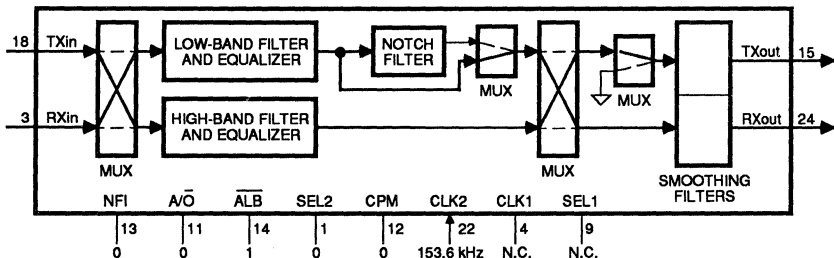 18 TXin
LOW-BAND FILTER
AND EQUALIZER
NOTCH
FILTER
MUX
MUX
TXout 15
3 RXin
MUX
HIGH-BAND FILTER
AND EQUALIZER
MUX
RXout 24
SMOOTHING
FILTERS
NFI A/O̅ A̅L̅B̅ SEL2 CPM CLK2 CLK1 SEL1
13 11 14 1 12 22 4 9
0 0 1 0 0 153.6 kHz N.C. N.C.